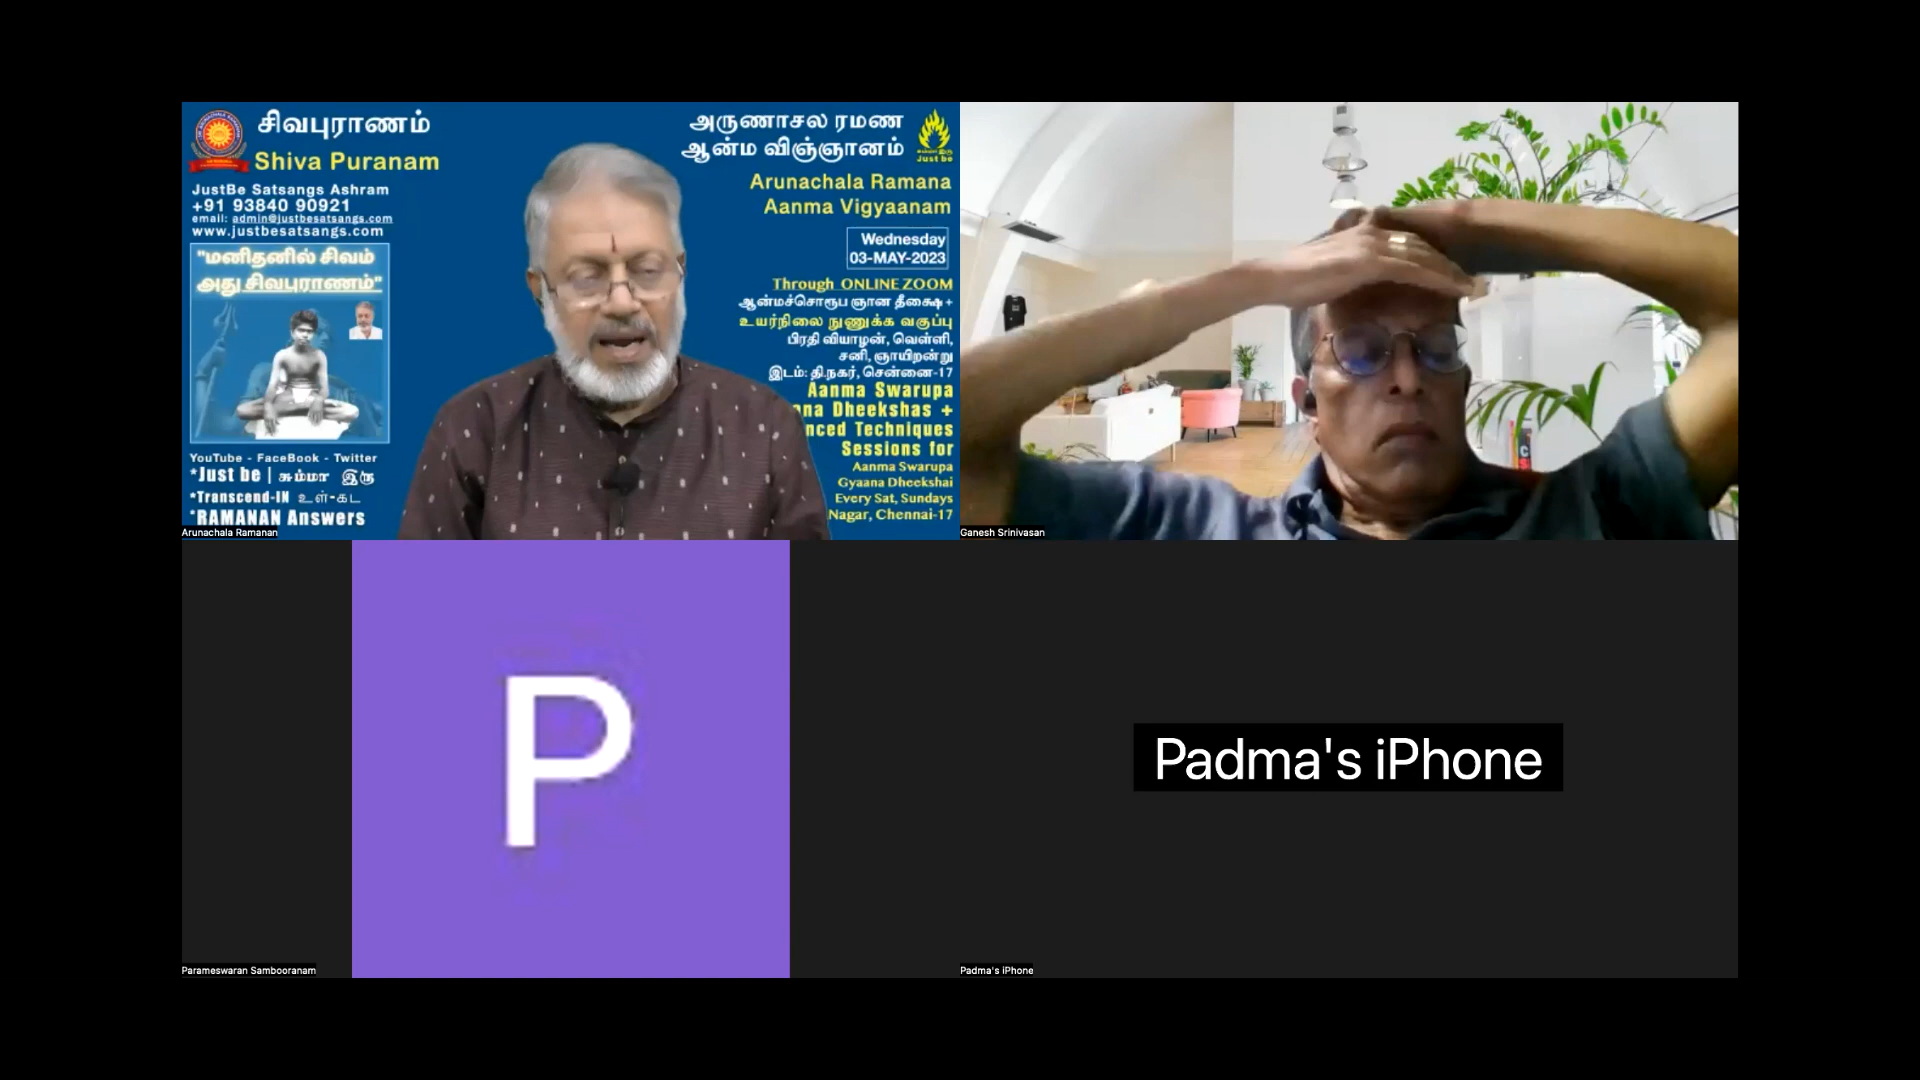 சிவபுராணம்
Shiva Puranam
JustBe Satsangs Ashram
+91 93840 90921
email: admin@justbesatsangs.com
www.justbesatsangs.com
"மனிதனில் சிவம்
அது சிவபுராணம்"
YouTube - FaceBook - Twitter
*Just be | சும்மா இரு
*Transcend-IN உள்-கட
*RAMANAN Answers
Arunachala Ramanan
அருணாசல ரமண
ஆன்ம விஞ்ஞானம்
Just be
Arunachala Ramana
Aanma Vigyaanam
Wednesday
03-MAY-2023
Through ONLINE ZOOM
ஆன்மச்சொரூப ஞான தீக்ஷை +
உயர்நிலை நுணுக்க வகுப்பு
பிரதி வியாழன், வெள்ளி,
சனி, ஞாயிறன்று
இடம்: தி.நகர், சென்னை-17
Aanma Swarupa
ana Dheekshas +
nced Techniques
Sessions for
Aanma Swarupa
Gyaana Dheekshai
Every Sat, Sundays
Nagar, Chennai-17
Ganesh Srinivasan
P
Parameswaran Sambooranam
Padma's iPhone
Padma's iPhone